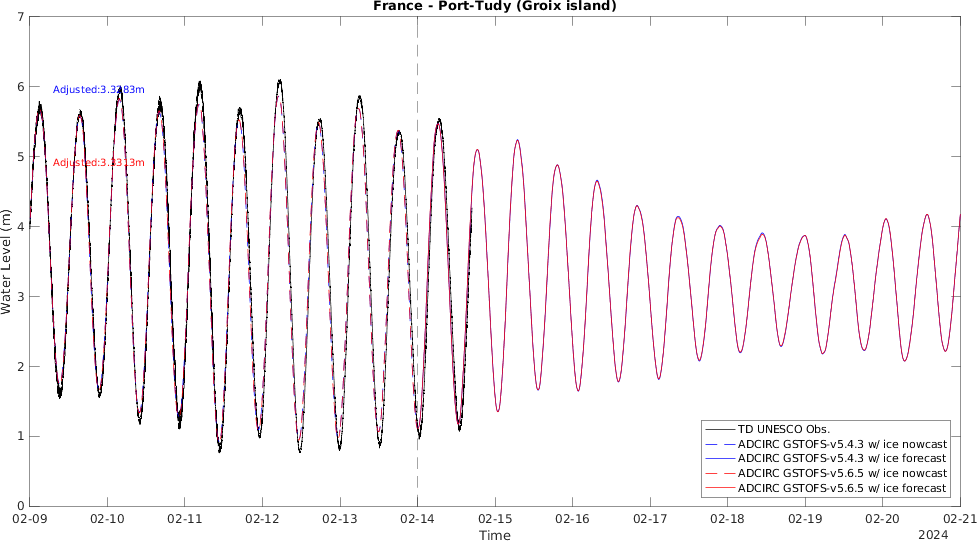 France - Port-Tudy (Groix island)
7
6
5
4
3
2
1
0
Water Level (m)
Adjusted:3.3283m
Adjusted:3.3313m
TD UNESCO Obs.
ADCIRC GSTOFS-v5.4.3 w/ ice nowcast
ADCIRC GSTOFS-v5.4.3 w/ ice forecast
ADCIRC GSTOFS-v5.6.5 w/ ice nowcast
ADCIRC GSTOFS-v5.6.5 w/ ice forecast
02-09 02-10 02-11 02-12 02-13 02-14 02-15 02-16 02-17 02-18 02-19 02-20 02-21
Time
2024